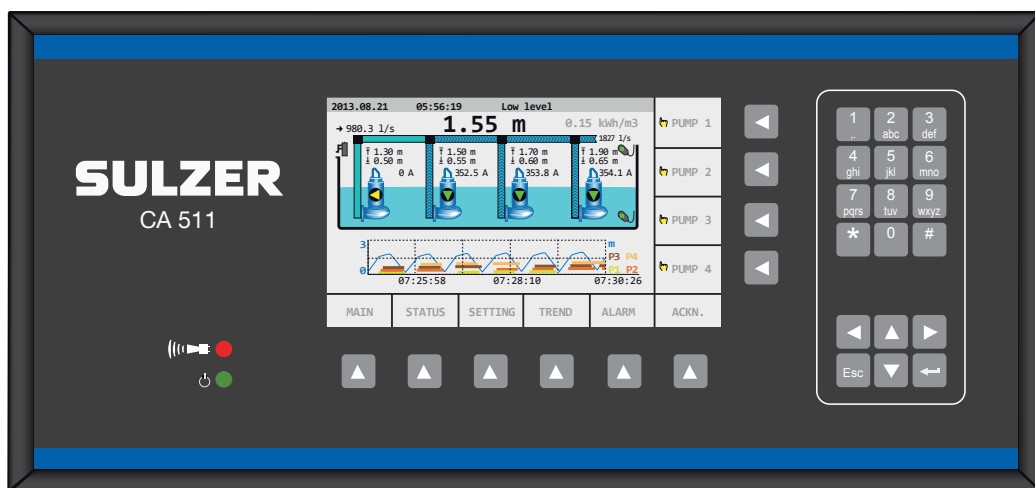 SULZER
CA 511
2013.08.21 05:56:19 Low level
980.3 l/s 1.55 m 0.15 kWh/m3
1827 l/s
1.30 m 1.50 m 1.70 m 1.90 m
0.50 m 0.55 m 0.60 m 0.65 m
0 A 352.5 A 353.8 A 354.1 A
3 m
P3 P4
0 P1 P2
07:25:58 07:28:10 07:30:26
MAIN STATUS SETTING TREND ALARM ACKN.
PUMP 1
PUMP 2
PUMP 3
PUMP 4
1 2 3
.,- abc def
4 5 6
ghi jkl mno
7 8 9
pqrs tuv wxyz
* 0 #
Esc